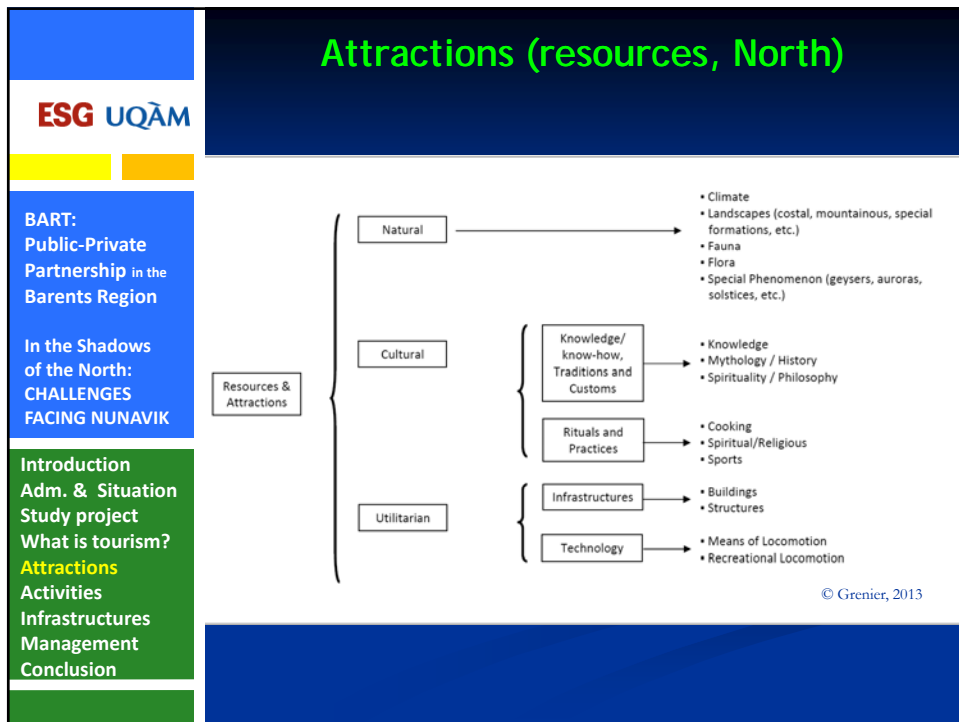 Attractions (resources, North)
ESG UQÀM
BART:
Public-Private
Partnership in the
Barents Region
In the Shadows
of the North:
CHALLENGES
FACING NUNAVIK
Introduction
Adm. & Situation
Study project
What is tourism?
Attractions
Activities
Infrastructures
Management
Conclusion
Resources &
Attractions
Natural
• Climate
• Landscapes (costal, mountainous, special
formations, etc.)
• Fauna
• Flora
• Special Phenomenon (geysers, auroras,
solstices, etc.)
Cultural
Knowledge/
know-how,
Traditions and
Customs
• Knowledge
• Mythology / History
• Spirituality / Philosophy
Rituals and
Practices
• Cooking
• Spiritual/Religious
• Sports
Utilitarian
Infrastructures
• Buildings
• Structures
Technology
• Means of Locomotion
• Recreational Locomotion
© Grenier, 2013